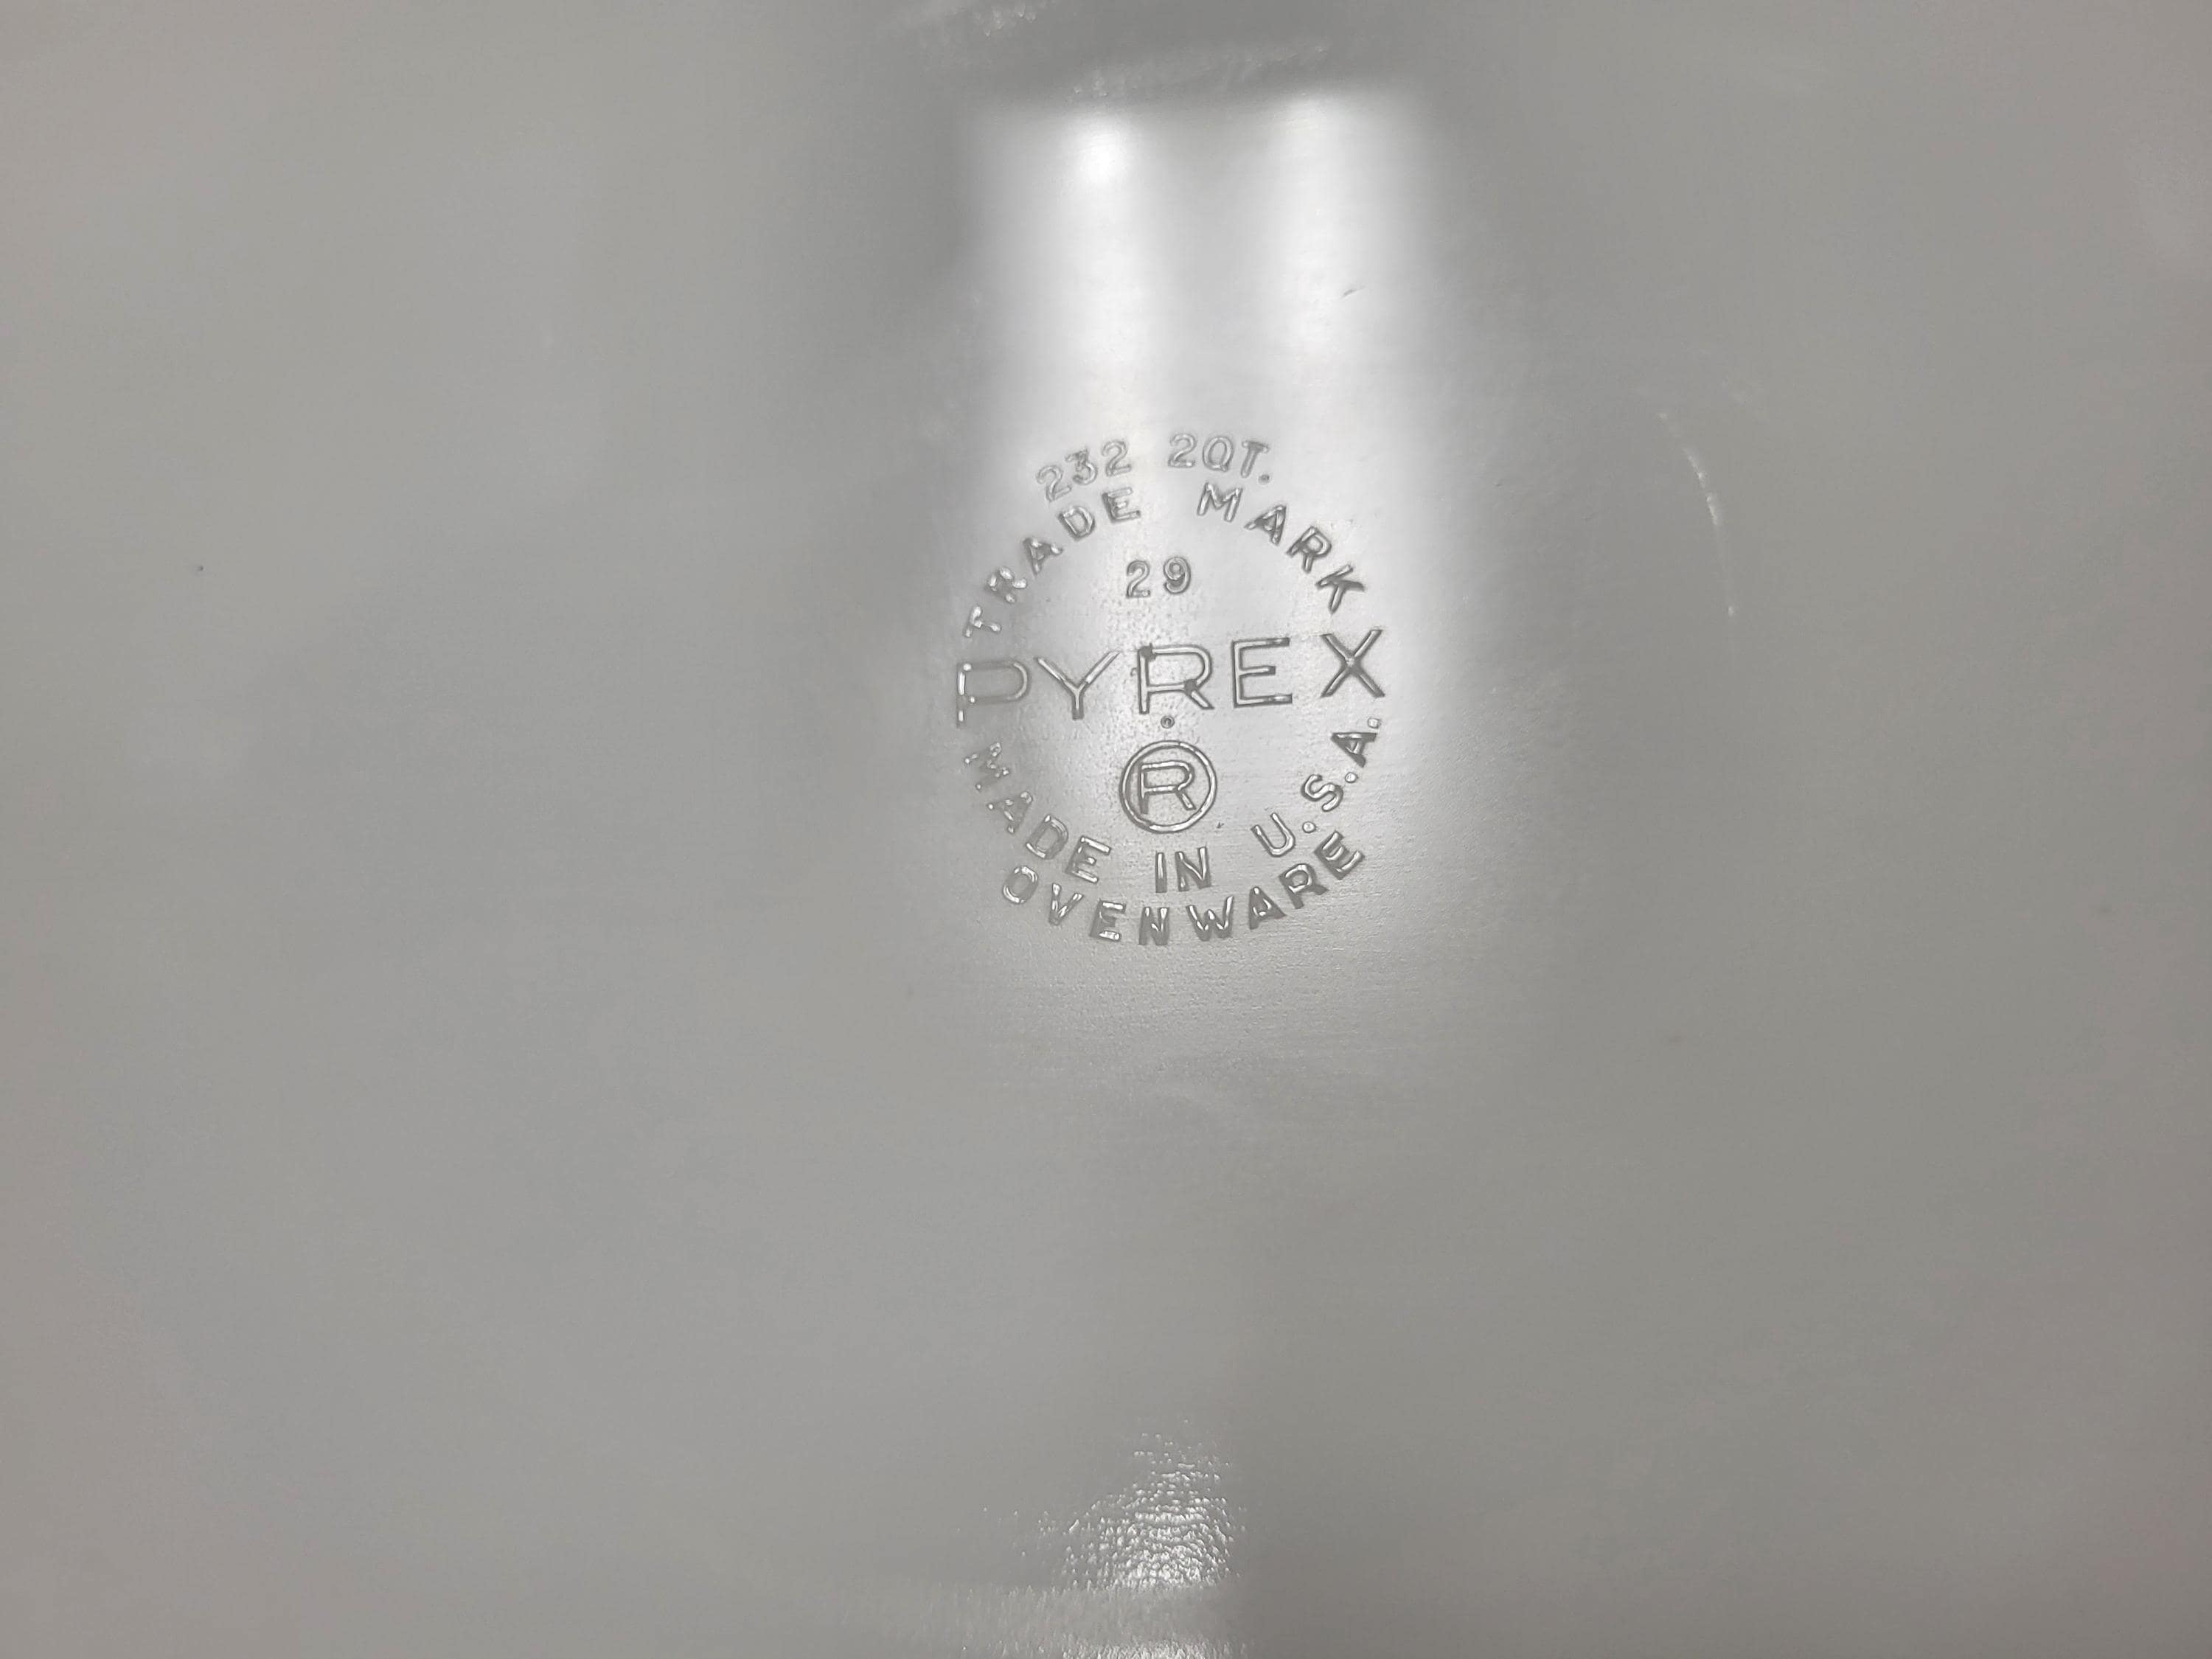 232 2QT.
TRADE MARK
29
PYREX
®
MADE IN U.S.A.
OVENWARE